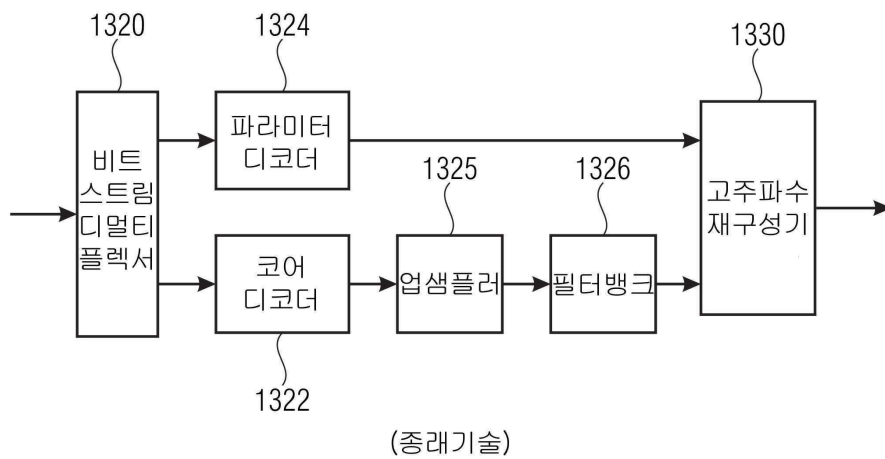 1320
1324
1330
비트
스트림
디멀티
플렉서
파라미터
디코더
1325
1326
고주파수
재구성기
코어
디코더
업샘플러
필터뱅크
1322
(종래기술)